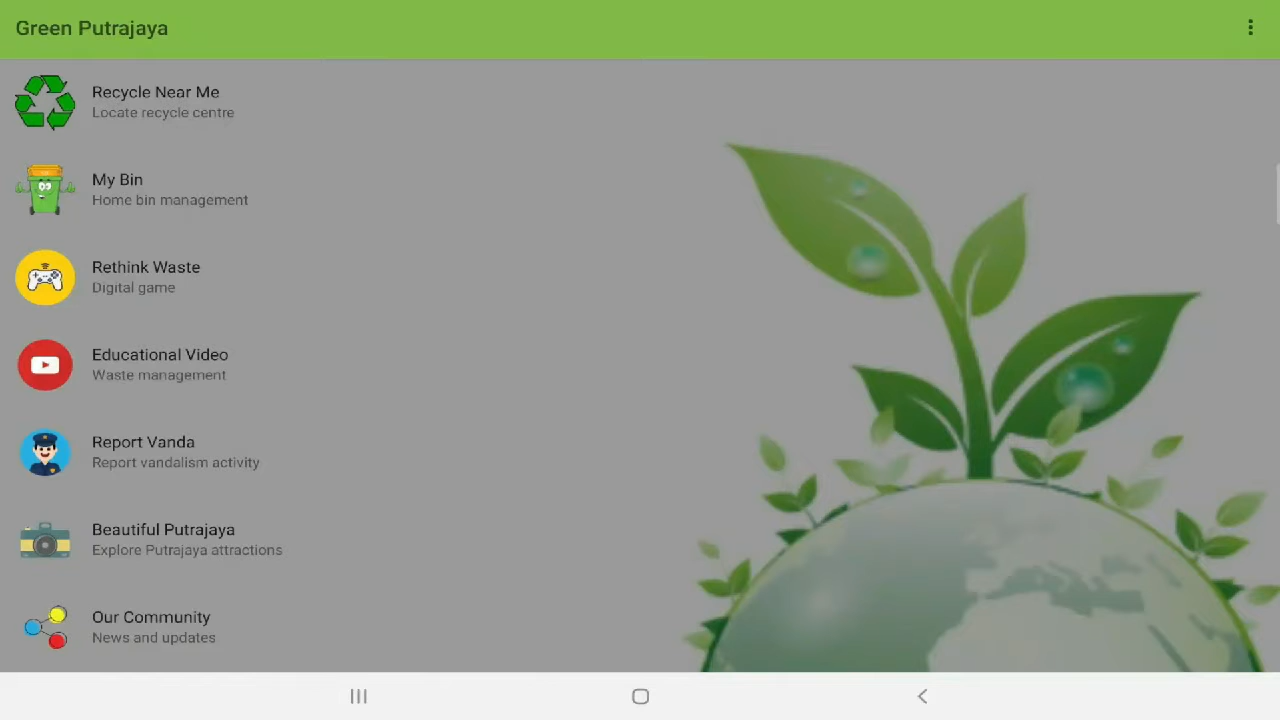 Green Putrajaya
Recycle Near Me
Locate recycle centre
My Bin
Home bin management
Rethink Waste
Digital game
Educational Video
Waste management
Report Vanda
Report vandalism activity
Beautiful Putrajaya
Explore Putrajaya attractions
Our Community
News and updates